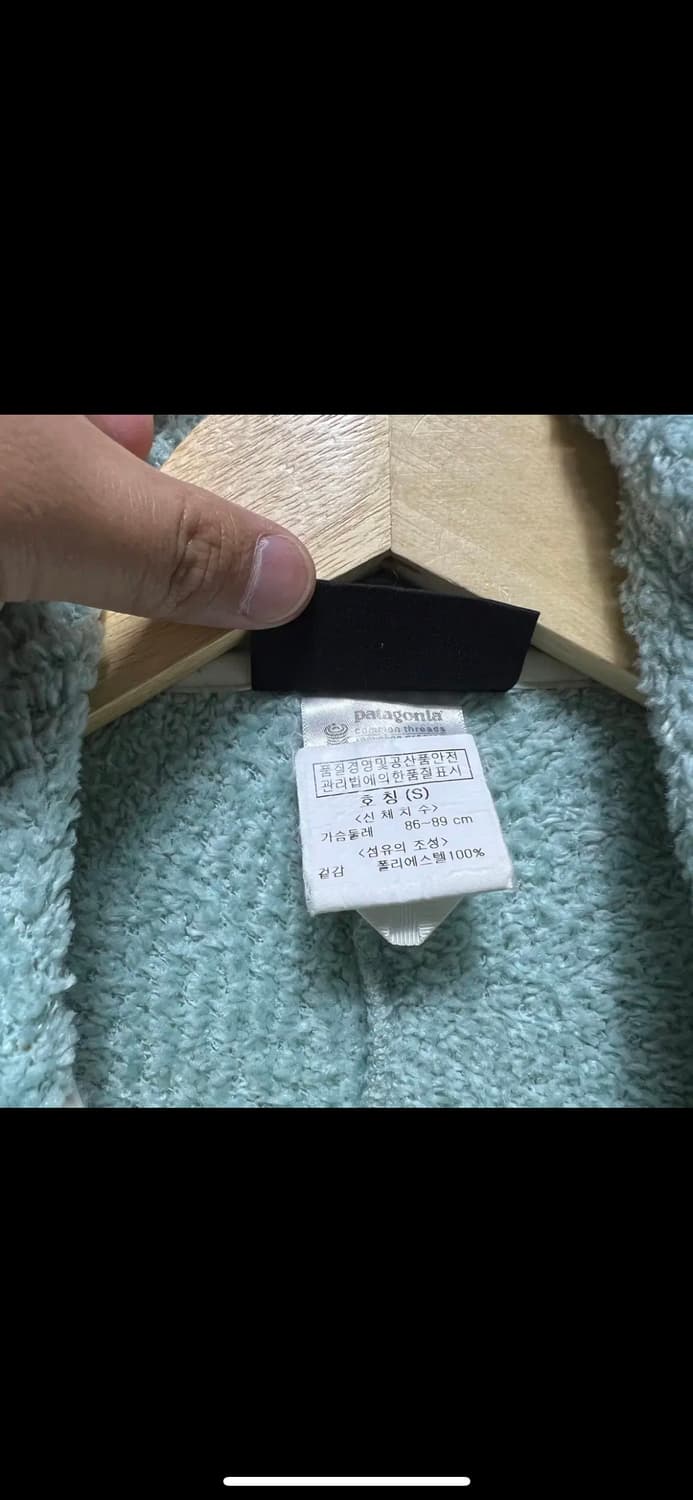 patagonia®
common threads
품질경영및공산품안전
관리법에의한품질표시
호 칭 (S)
<신 체 치 수>
가슴둘레 86~89 cm
<섬유의 조성>
겉감 폴리에스텔100%